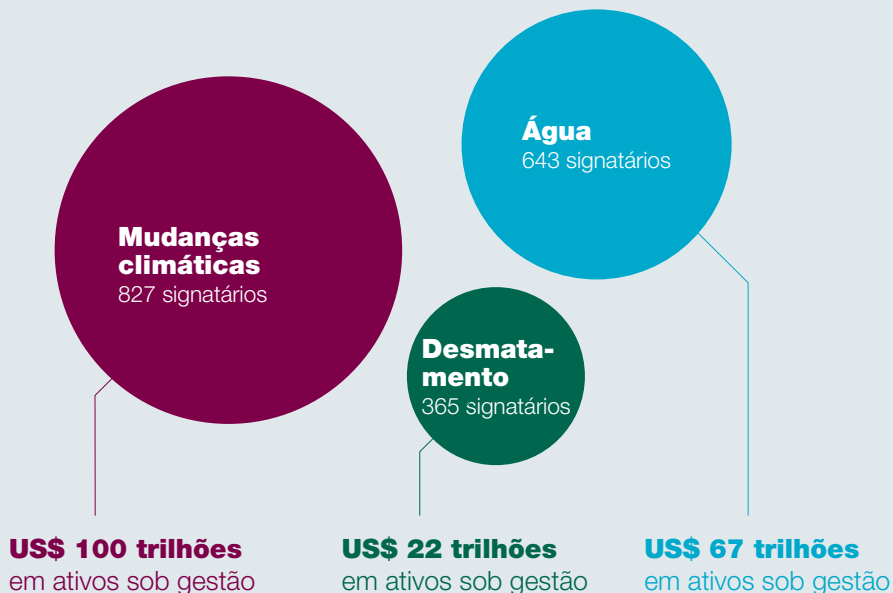 Água
643 signatários
Mudanças
climáticas
827 signatários
Desmata-
mento
365 signatários
US$ 100 trilhões
em ativos sob gestão
US$ 22 trilhões
em ativos sob gestão
US$ 67 trilhões
em ativos sob gestão